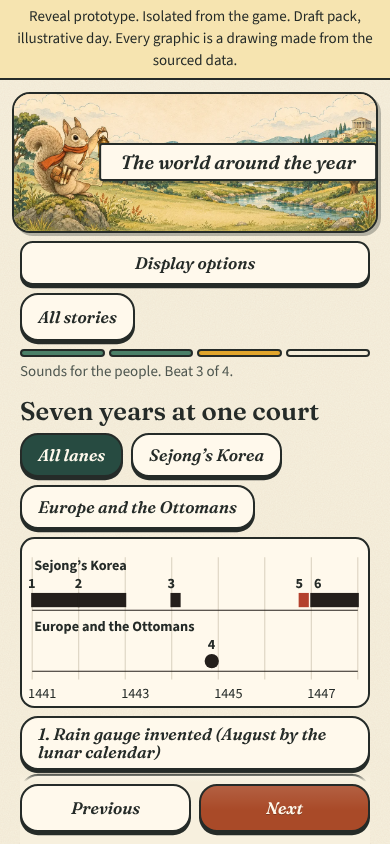 Reveal prototype. Isolated from the game. Draft pack,
illustrative day. Every graphic is a drawing made from the
sourced data.
The world around the year
Display options
All stories
Sounds for the people. Beat 3 of 4.
Seven years at one court
All lanes
Sejong’s Korea
Europe and the Ottomans
Sejong’s Korea
1 2 3 5 6
Europe and the Ottomans
4
1441 1443 1445 1447
1. Rain gauge invented (August by the
lunar calendar)
Previous
Next